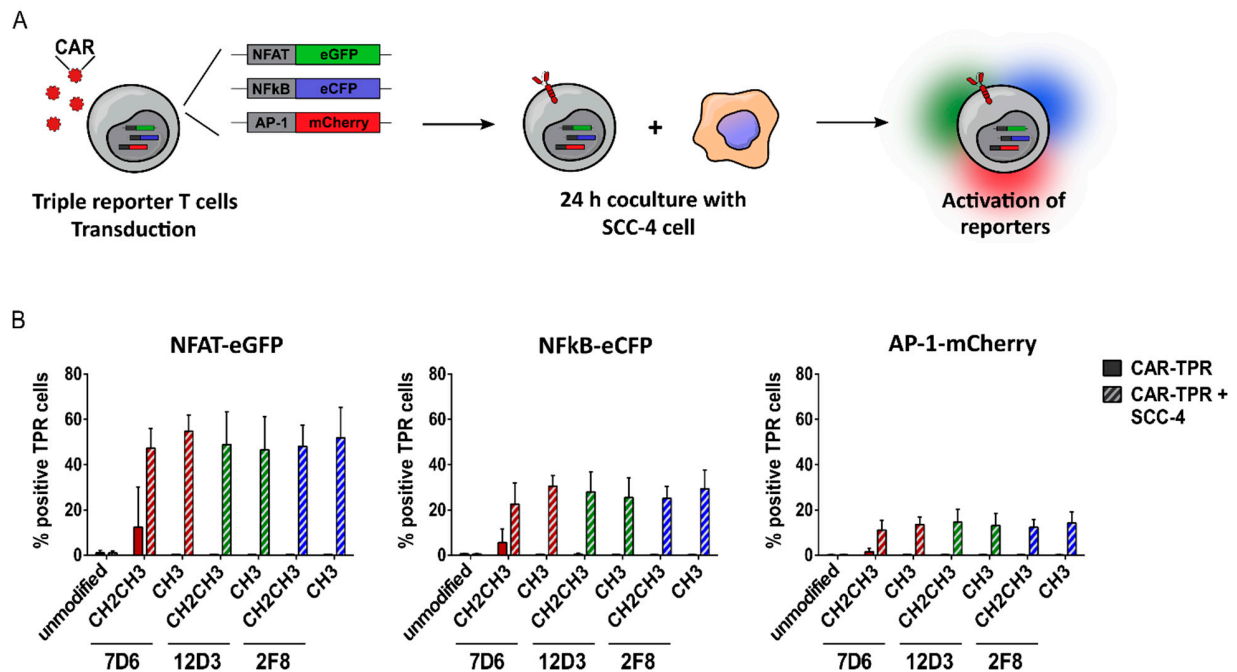 A
CAR
NFAT eGFP
NFkB eCFP
AP-1 mCherry
+
Triple reporter T cells
Transduction
24 h coculture with
SCC-4 cell
Activation of
reporters
B
NFAT-eGFP
% positive TPR cells
80
60
40
20
0
unmodified
CH2CH3
CH3
CH2CH3
CH3
CH2CH3
CH3
7D6
12D3
2F8
NFkB-eCFP
% positive TPR cells
80
60
40
20
0
unmodified
CH2CH3
CH3
CH2CH3
CH3
CH2CH3
CH3
7D6
12D3
2F8
AP-1-mCherry
% positive TPR cells
80
60
40
20
0
unmodified
CH2CH3
CH3
CH2CH3
CH3
CH2CH3
CH3
7D6
12D3
2F8
CAR-TPR
CAR-TPR +
SCC-4